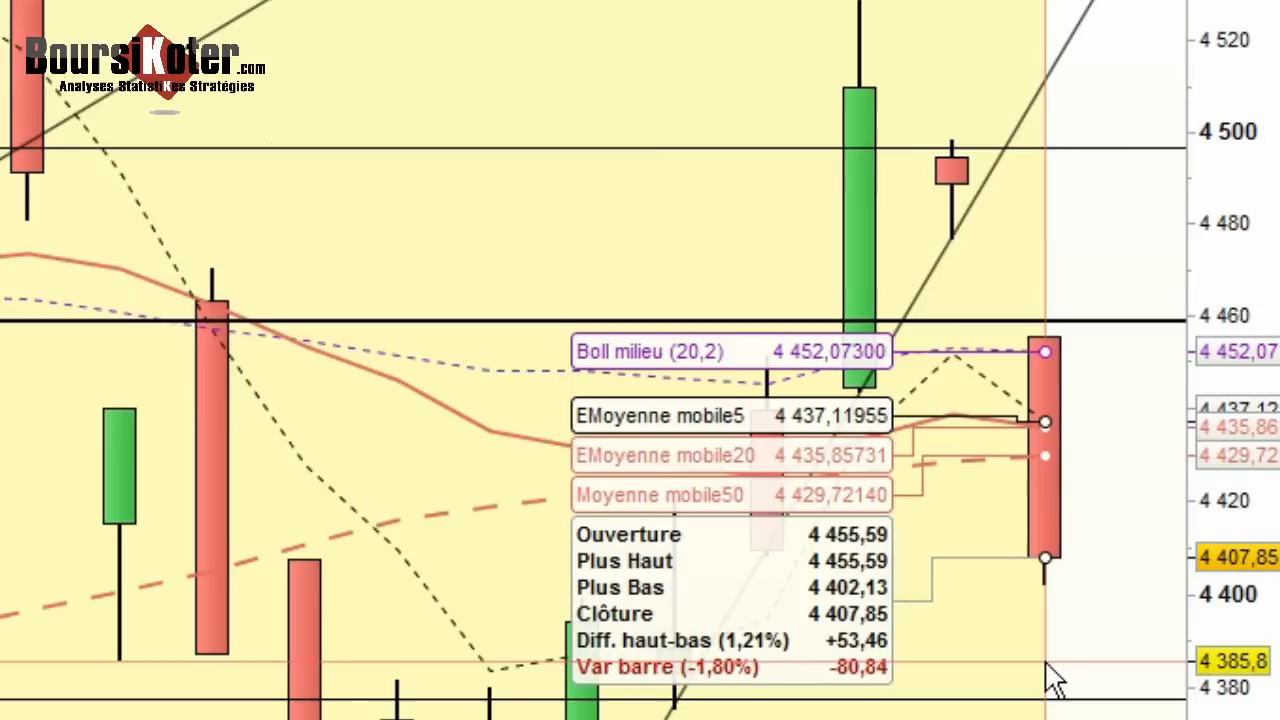 BoursiKoter.com
Analyses StatistiKes Stratégies
4 520
4 500
4 480
4 460
Boll milieu (20,2) 4 452,07300
4 452,07
EMoyenne mobile5 4 437,11955
4 437,12
EMoyenne mobile20 4 435,85731
4 435,86
Moyenne mobile50 4 429,72140
4 429,72
4 420
Ouverture 4 455,59
Plus Haut 4 455,59
4 407,85
Plus Bas 4 402,13
4 400
Clôture 4 407,85
Diff. haut-bas (1,21%) +53,46
Var barre (-1,80%) -80,84
4 385,8
4 380